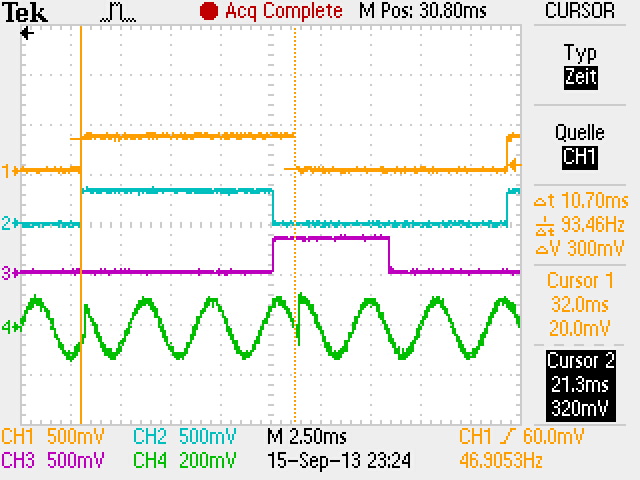 Tek Acq Complete M Pos: 30.80ms CURSOR
Typ
Zeit
Quelle
CH1
Δt 10.70ms
1/Δt 93.46Hz
ΔV 300mV
Cursor 1
32.0ms
20.0mV
Cursor 2
21.3ms
320mV
1
2
3
4
CH1 500mV CH2 500mV M 2.50ms CH1 60.0mV
CH3 500mV CH4 200mV 15-Sep-13 23:24 46.9053Hz